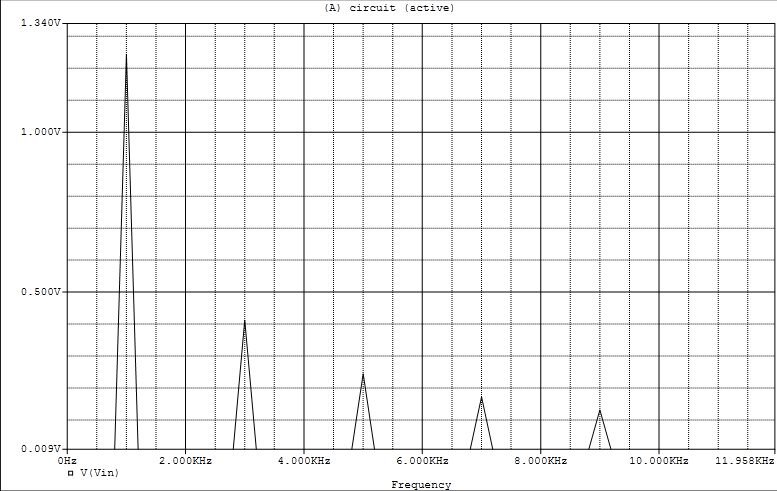 (A) circuit (active)
1.340V
1.000V
0.500V
0.009V
0Hz 2.000KHz 4.000KHz 6.000KHz 8.000KHz 10.000KHz 11.958KHz
V(Vin)
Frequency